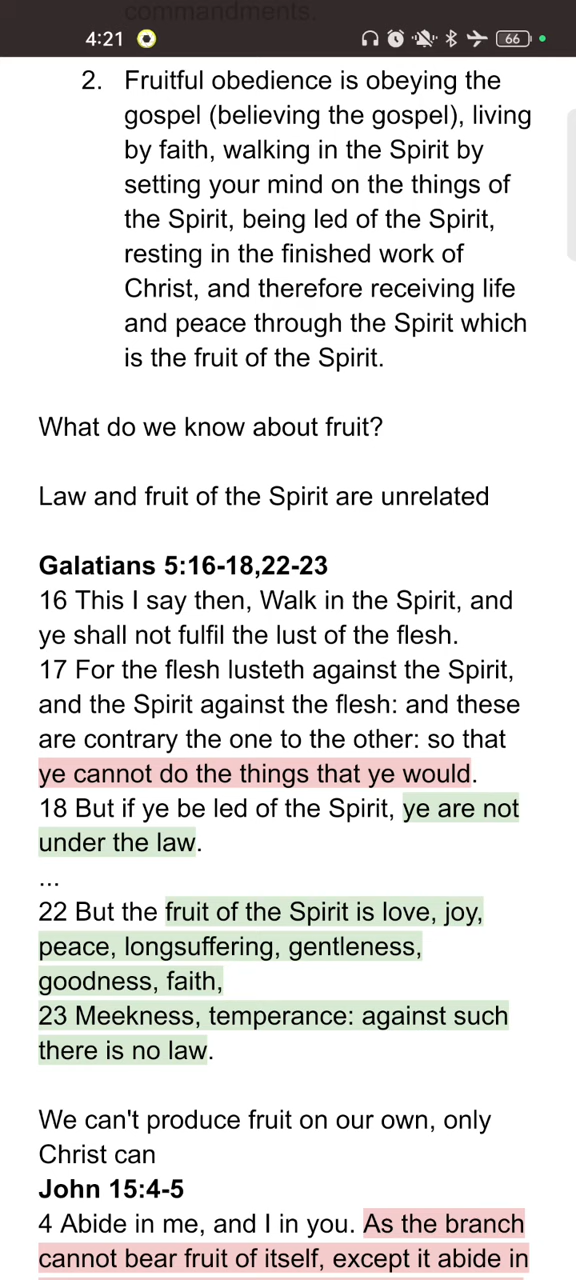 commandments.
4:21
66
2. Fruitful obedience is obeying the
gospel (believing the gospel), living
by faith, walking in the Spirit by
setting your mind on the things of
the Spirit, being led of the Spirit,
resting in the finished work of
Christ, and therefore receiving life
and peace through the Spirit which
is the fruit of the Spirit.
What do we know about fruit?
Law and fruit of the Spirit are unrelated
Galatians 5:16-18,22-23
16 This I say then, Walk in the Spirit, and
ye shall not fulfil the lust of the flesh.
17 For the flesh lusteth against the Spirit,
and the Spirit against the flesh: and these
are contrary the one to the other: so that
ye cannot do the things that ye would.
18 But if ye be led of the Spirit, ye are not
under the law.
...
22 But the fruit of the Spirit is love, joy,
peace, longsuffering, gentleness,
goodness, faith,
23 Meekness, temperance: against such
there is no law.
We can't produce fruit on our own, only
Christ can
John 15:4-5
4 Abide in me, and I in you. As the branch
cannot bear fruit of itself, except it abide in